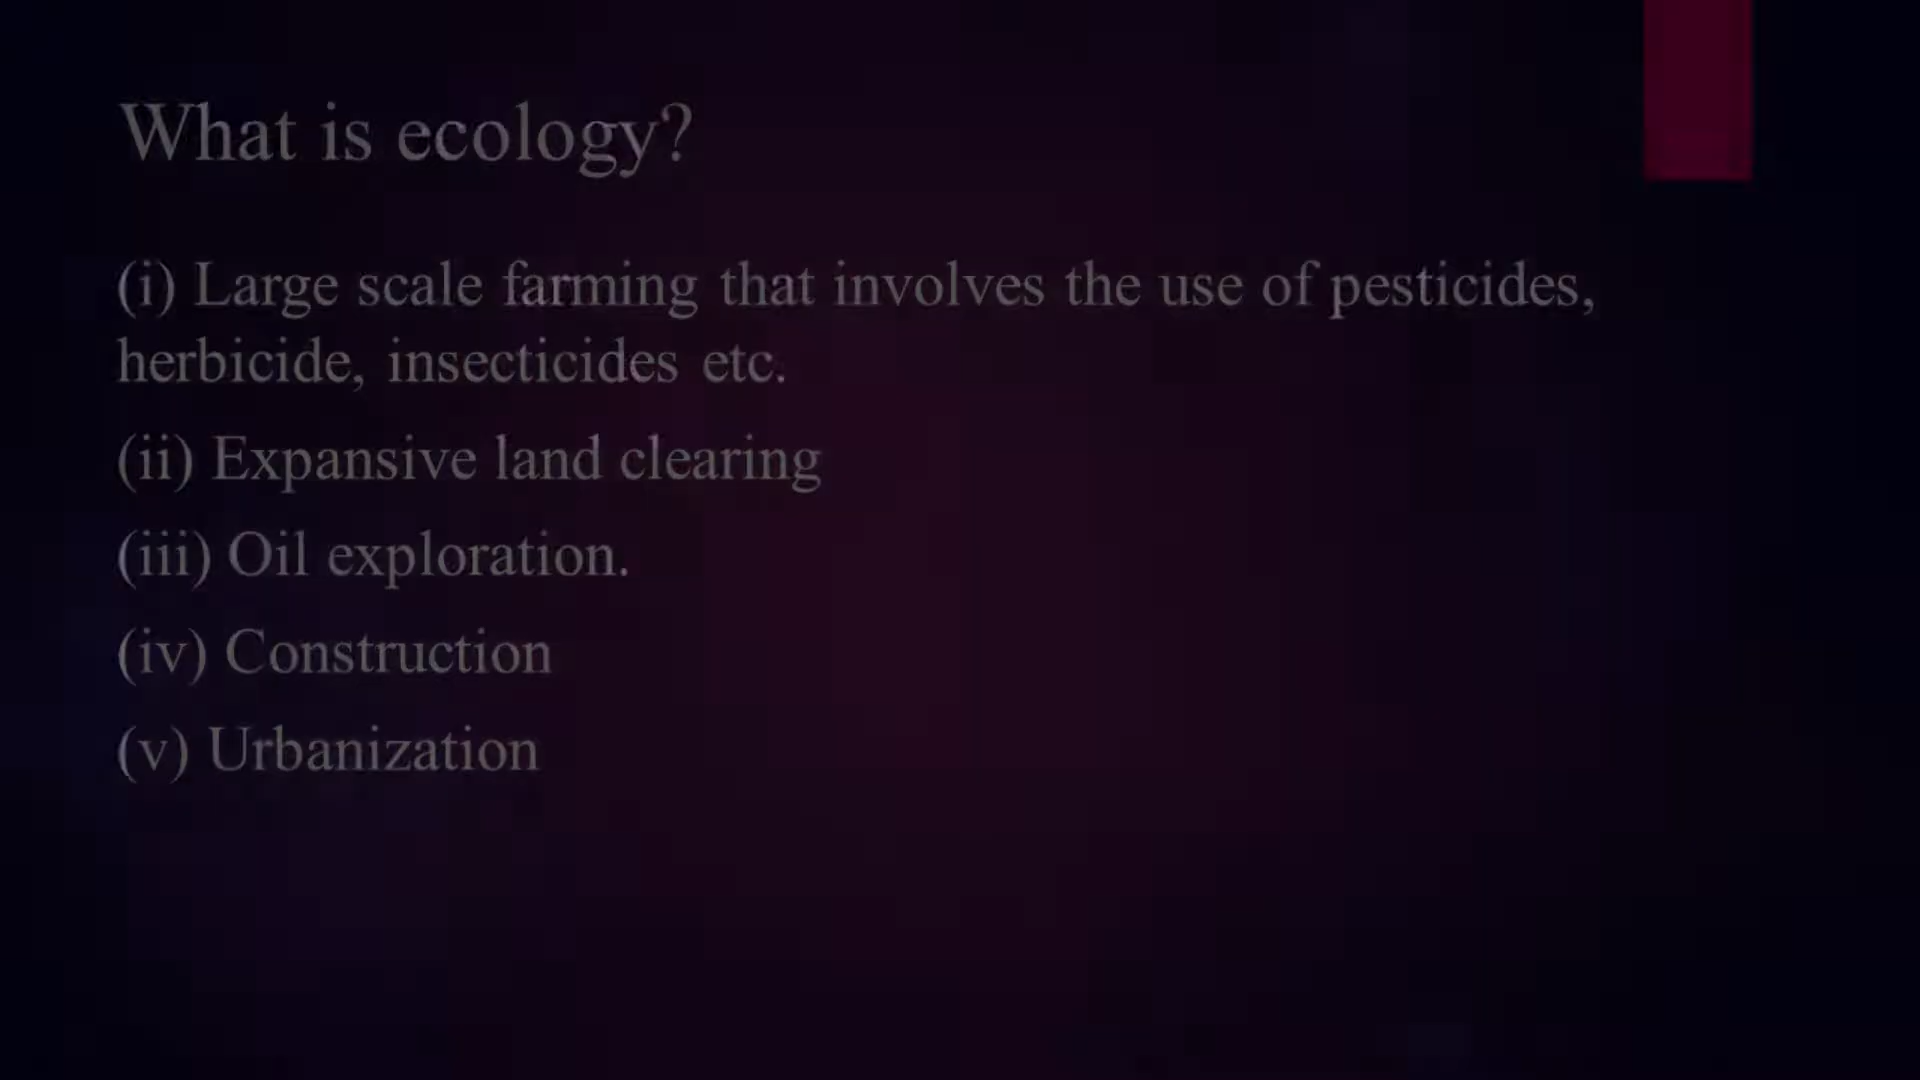 What is ecology?
(i) Large scale farming that involves the use of pesticides,
herbicide, insecticides etc.
(ii) Expansive land clearing
(iii) Oil exploration.
(iv) Construction
(v) Urbanization